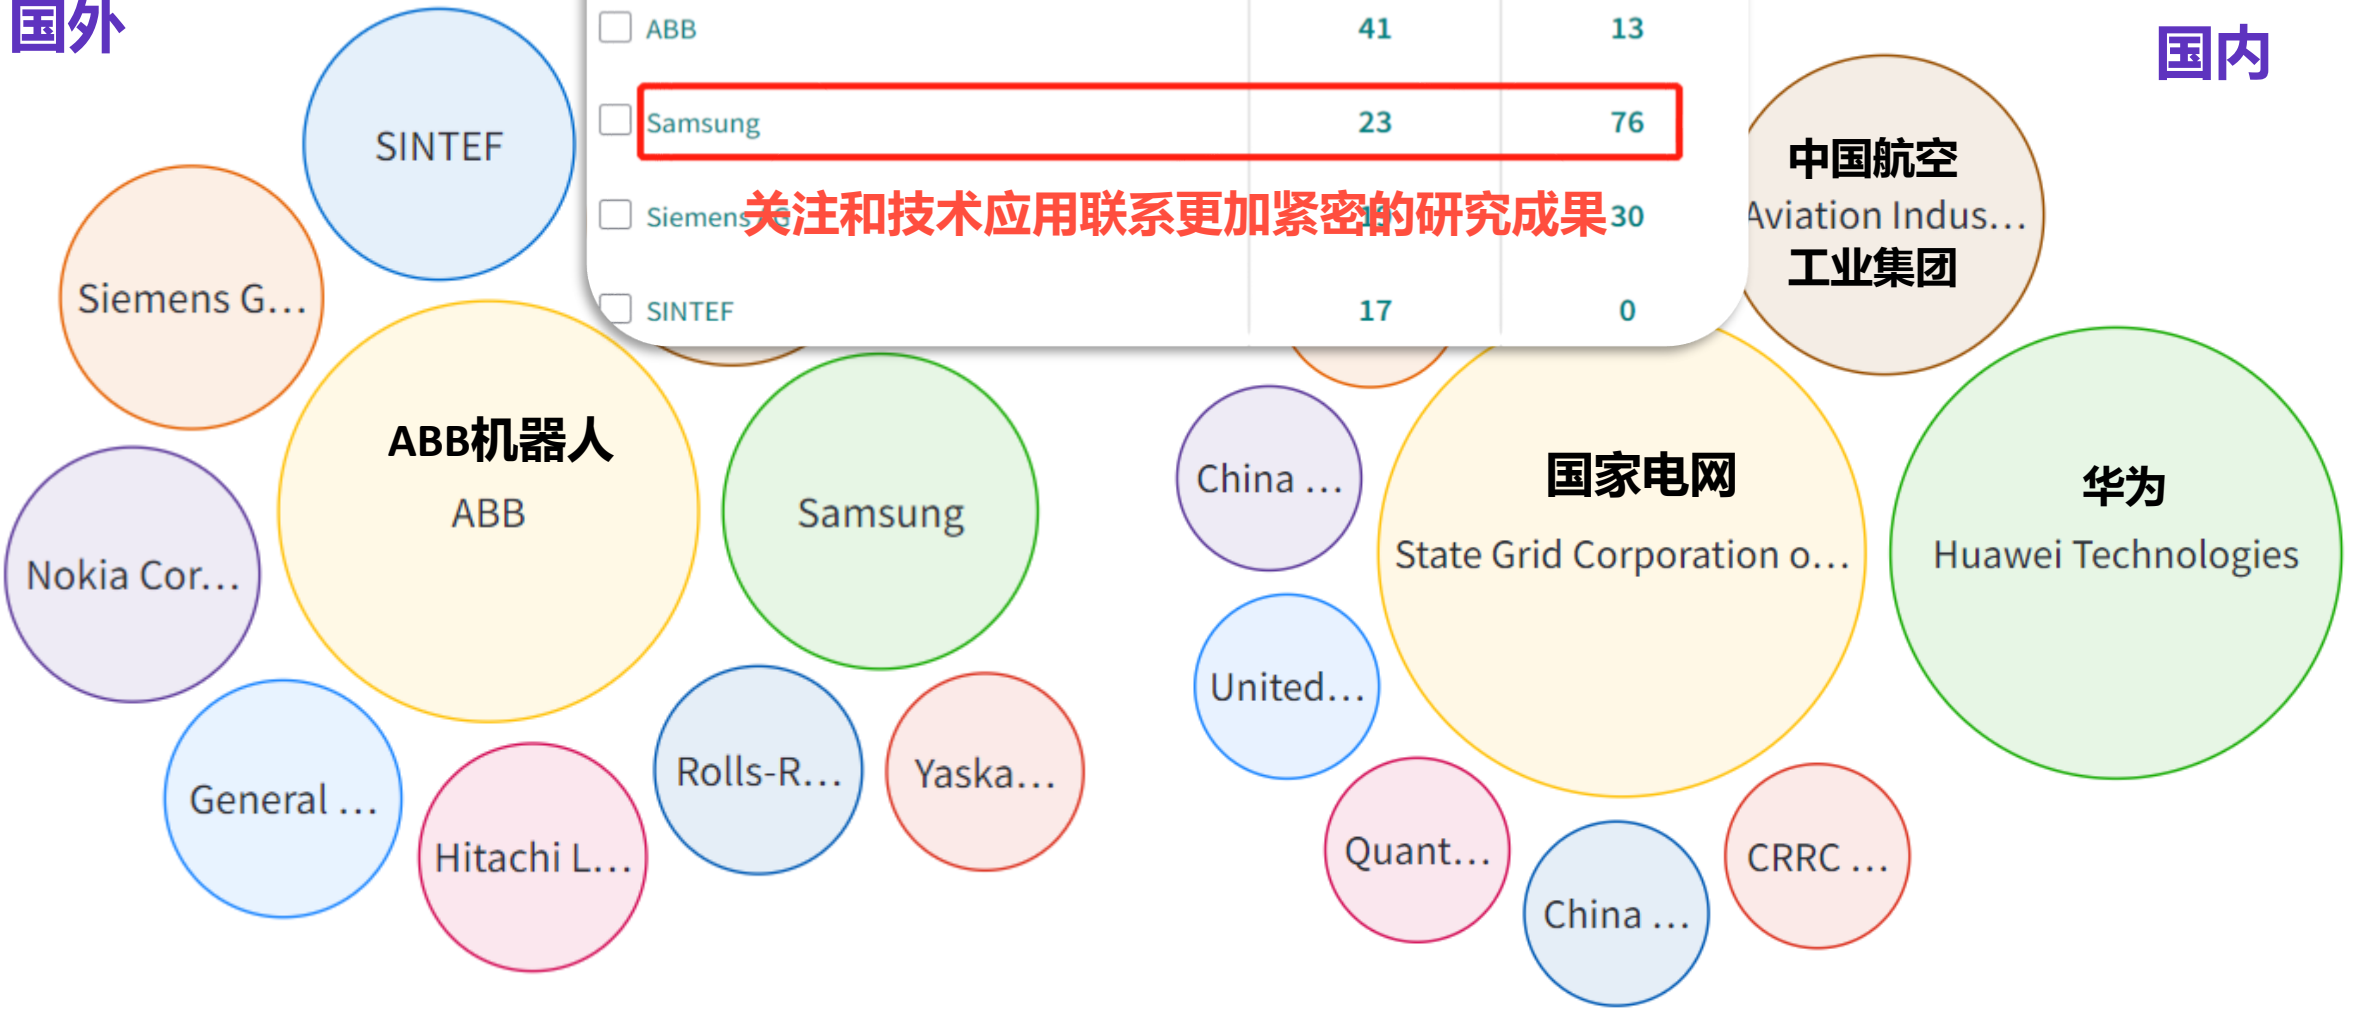 国外
国内
ABB 41 13
Samsung 23 76
Siemens 30
关注和技术应用联系更加紧密的研究成果
SINTEF 17 0
SINTEF
Siemens G...
ABB机器人
ABB
Samsung
Nokia Cor...
General ...
Hitachi L...
Rolls-R...
Yaska...
中国航空
Aviation Indus...
工业集团
China ...
国家电网
State Grid Corporation o...
华为
Huawei Technologies
United...
Quant...
China ...
CRRC ...